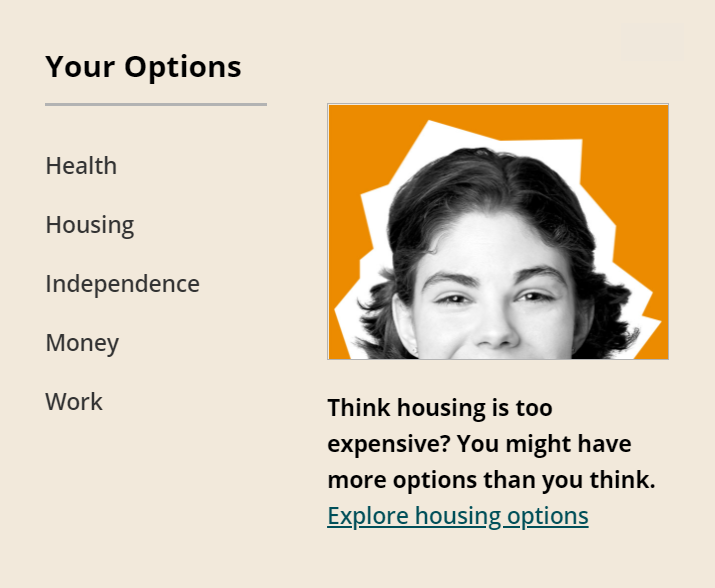 Your Options
Health
Housing
Independence
Money
Work
Think housing is too
expensive? You might have
more options than you think.
Explore housing options